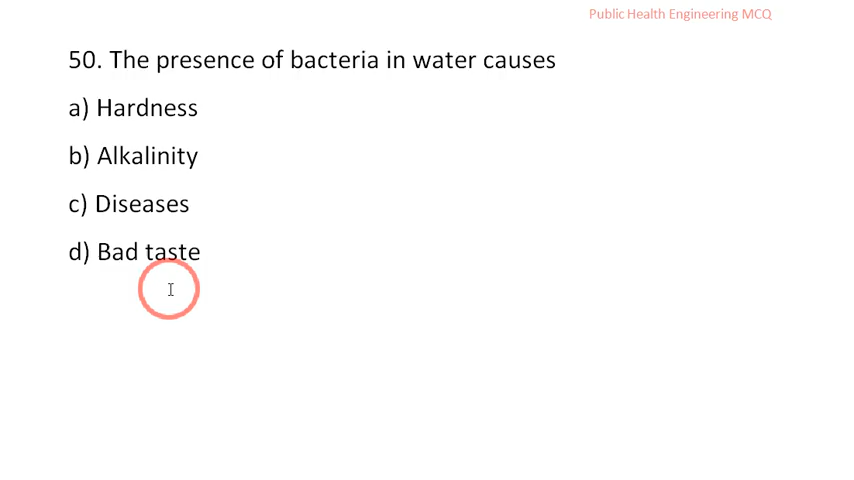 Public Health Engineering MCQ
50. The presence of bacteria in water causes
a) Hardness
b) Alkalinity
c) Diseases
d) Bad taste